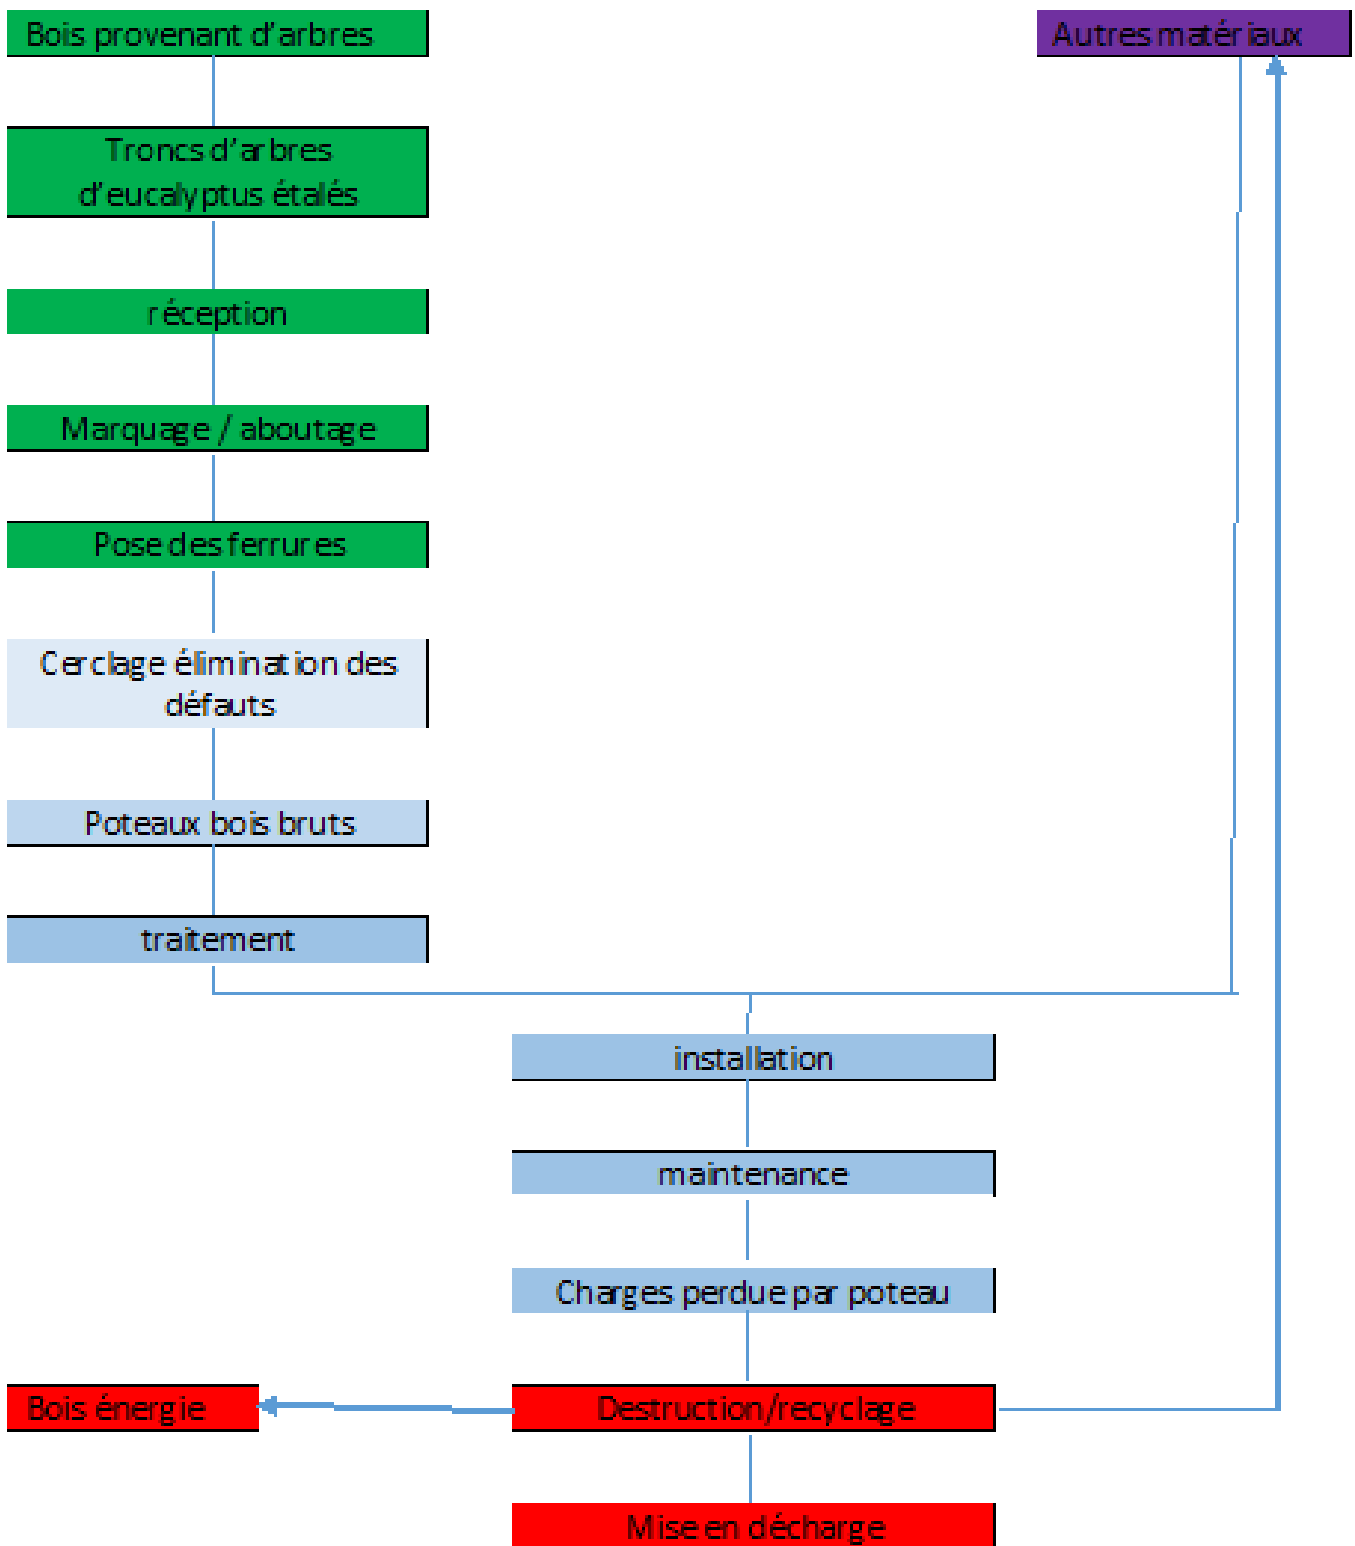 Bois provenant d'arbres
Autres matériaux
Troncs d'arbres
d'eucalyptus étalés
réception
Marquage / aboutage
Pose des ferrures
Cerclage élimination des
défauts
Poteaux bois bruts
traitement
installation
maintenance
Charges perdue par poteau
Bois énergie
Destruction/recyclage
Mise en décharge